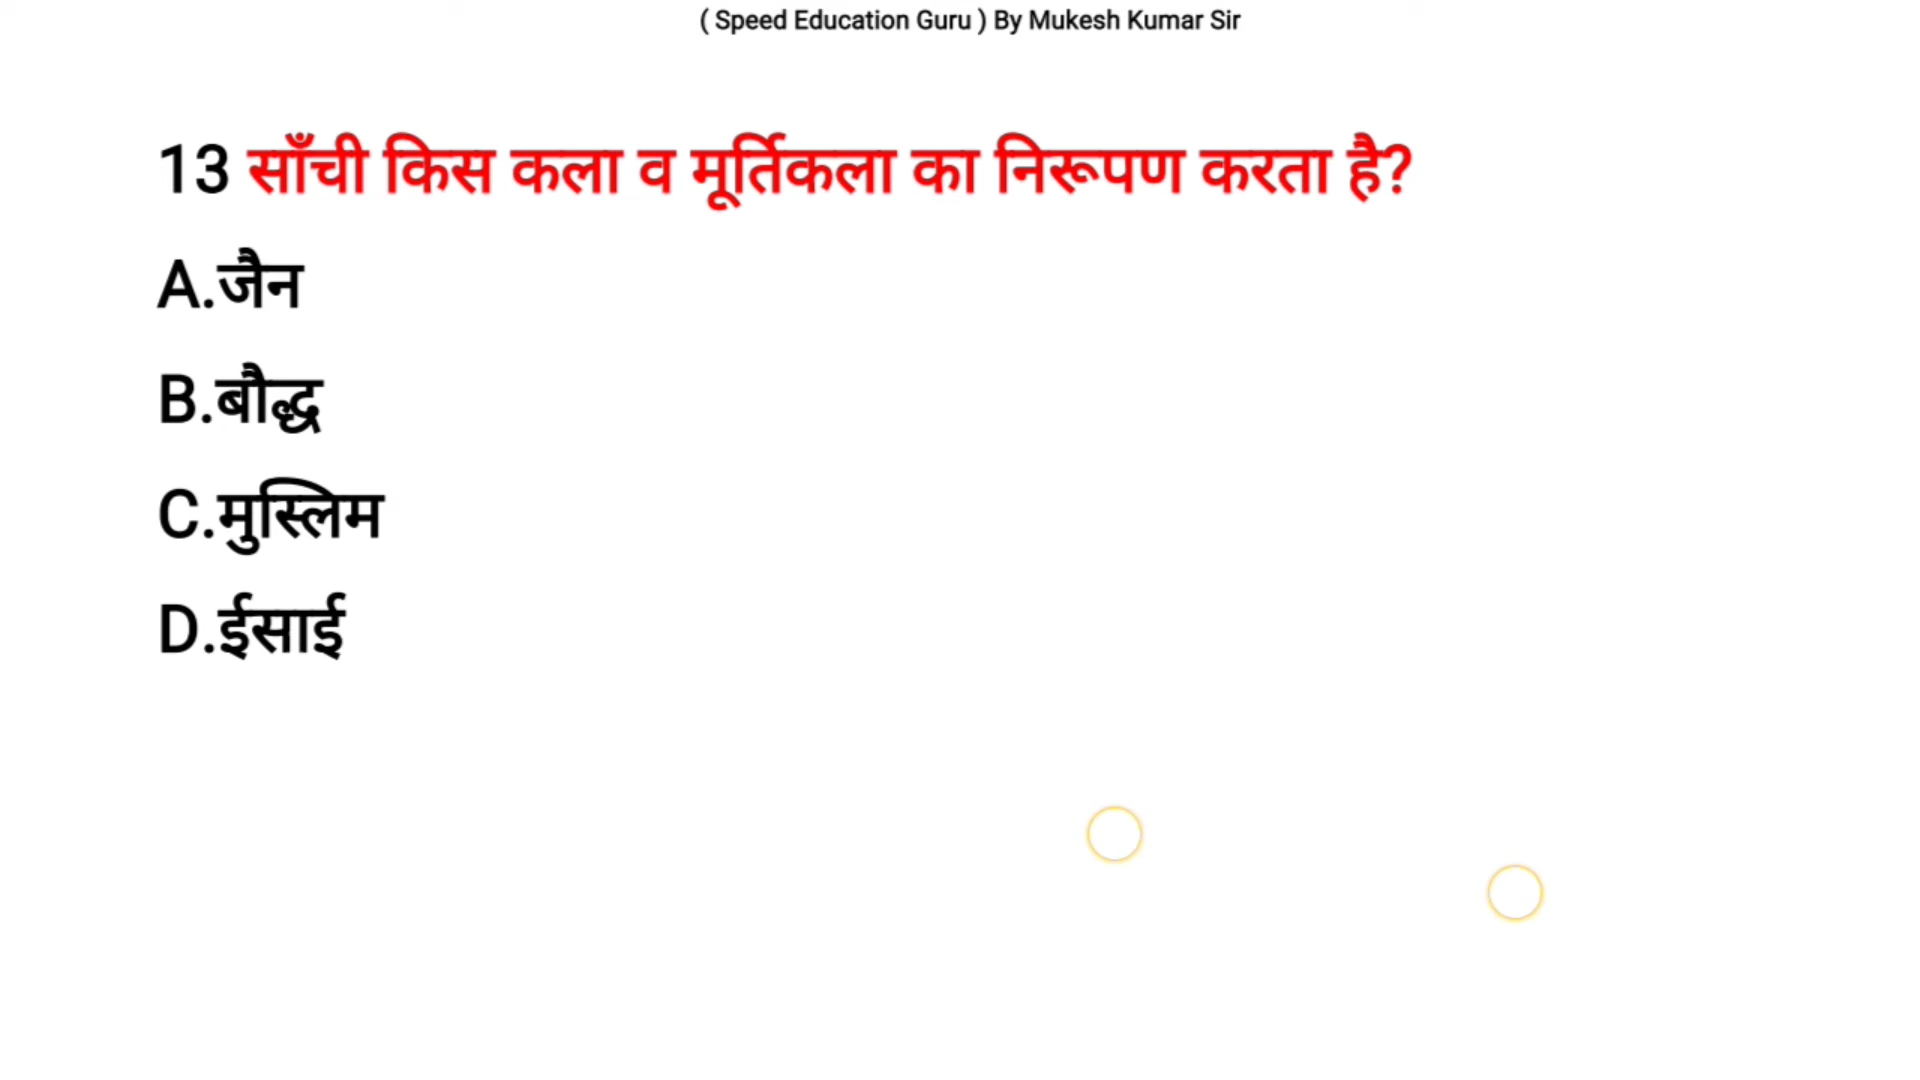 ( Speed Education Guru ) By Mukesh Kumar Sir
13 साँची किस कला व मूर्तिकला का निरूपण करता है?
A.जैन
B.बौद्ध
C.मुस्लिम
D.ईसाई